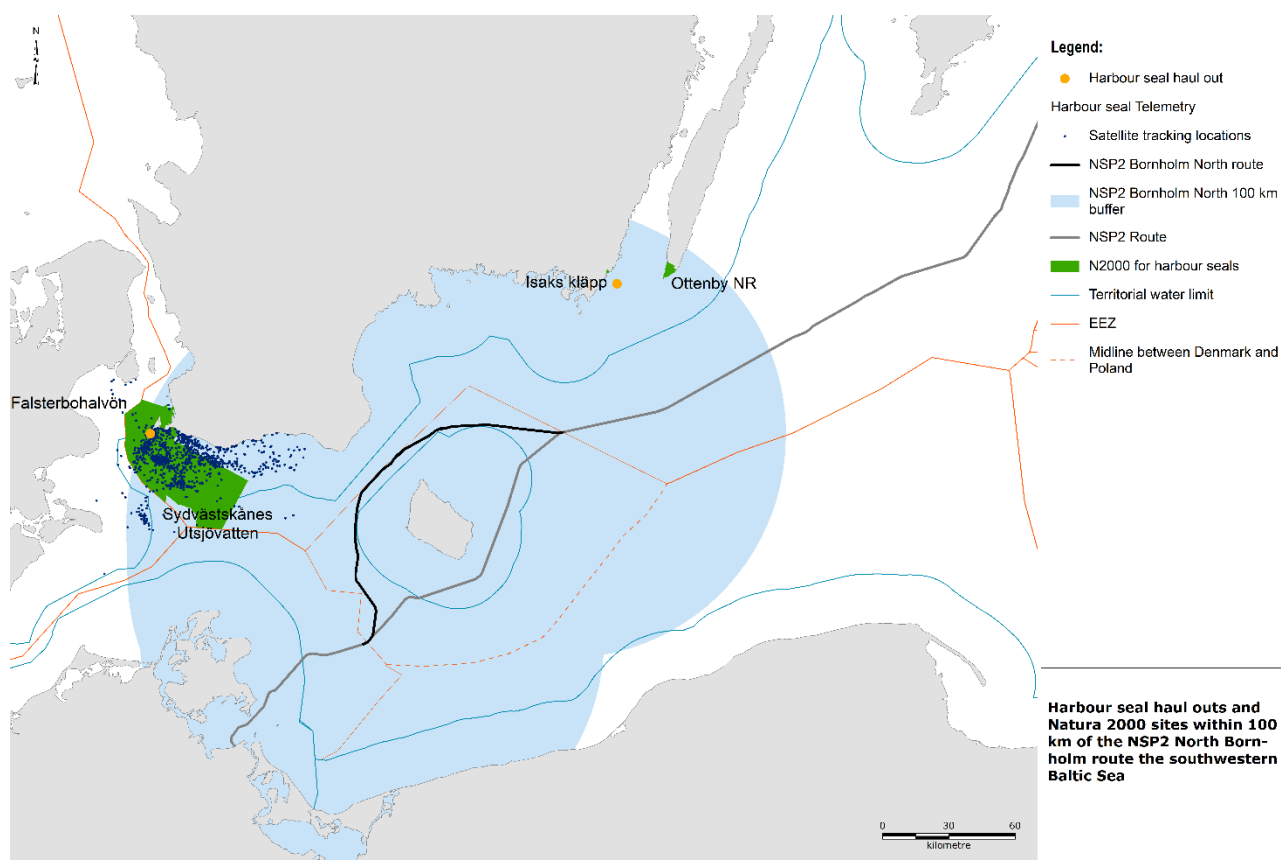 N
Isaks kläpp
Ottenby NR
Falsterbohalvön
Sydvästskånes
Utsjövatten
0 30 60
kilometre
Legend:
Harbour seal haul out
Harbour seal Telemetry
Satellite tracking locations
NSP2 Bornholm North route
NSP2 Bornholm North 100 km
buffer
NSP2 Route
N2000 for harbour seals
Territorial water limit
EEZ
Midline between Denmark and
Poland
Harbour seal haul outs and
Natura 2000 sites within 100
km of the NSP2 North Born-
holm route the southwestern
Baltic Sea